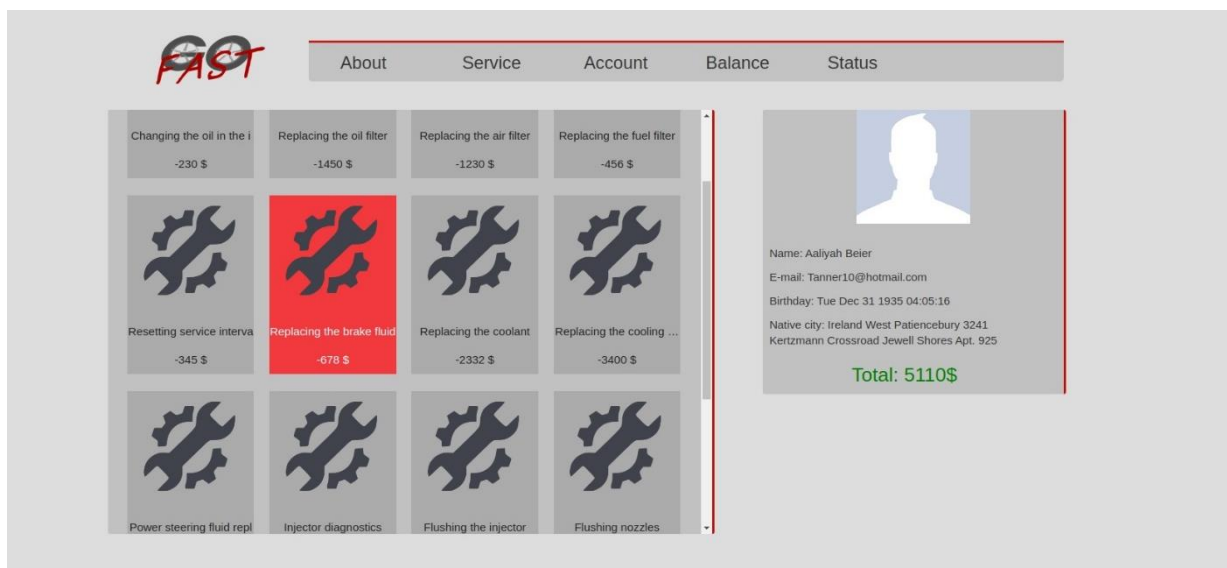 GO
FAST
About Service Account Balance Status
Changing the oil in the i Replacing the oil filter Replacing the air filter Replacing the fuel filter
-230 $ -1450 $ -1230 $ -456 $
Resetting service interva Replacing the brake fluid Replacing the coolant Replacing the cooling ...
-345 $ -678 $ -2332 $ -3400 $
Power steering fluid repl Injector diagnostics Flushing the injector Flushing nozzles
Name: Aaliyah Beier
E-mail: Tanner10@hotmail.com
Birthday: Tue Dec 31 1935 04:05:16
Native city: Ireland West Patiencebury 3241
Kertzmann Crossroad Jewell Shores Apt. 925
Total: 5110$